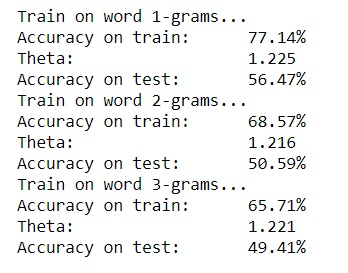 Train on word 1-grams...
Accuracy on train: 77.14%
Theta: 1.225
Accuracy on test: 56.47%
Train on word 2-grams...
Accuracy on train: 68.57%
Theta: 1.216
Accuracy on test: 50.59%
Train on word 3-grams...
Accuracy on train: 65.71%
Theta: 1.221
Accuracy on test: 49.41%